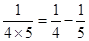 1/(4×5) = 1/4 − 1/5